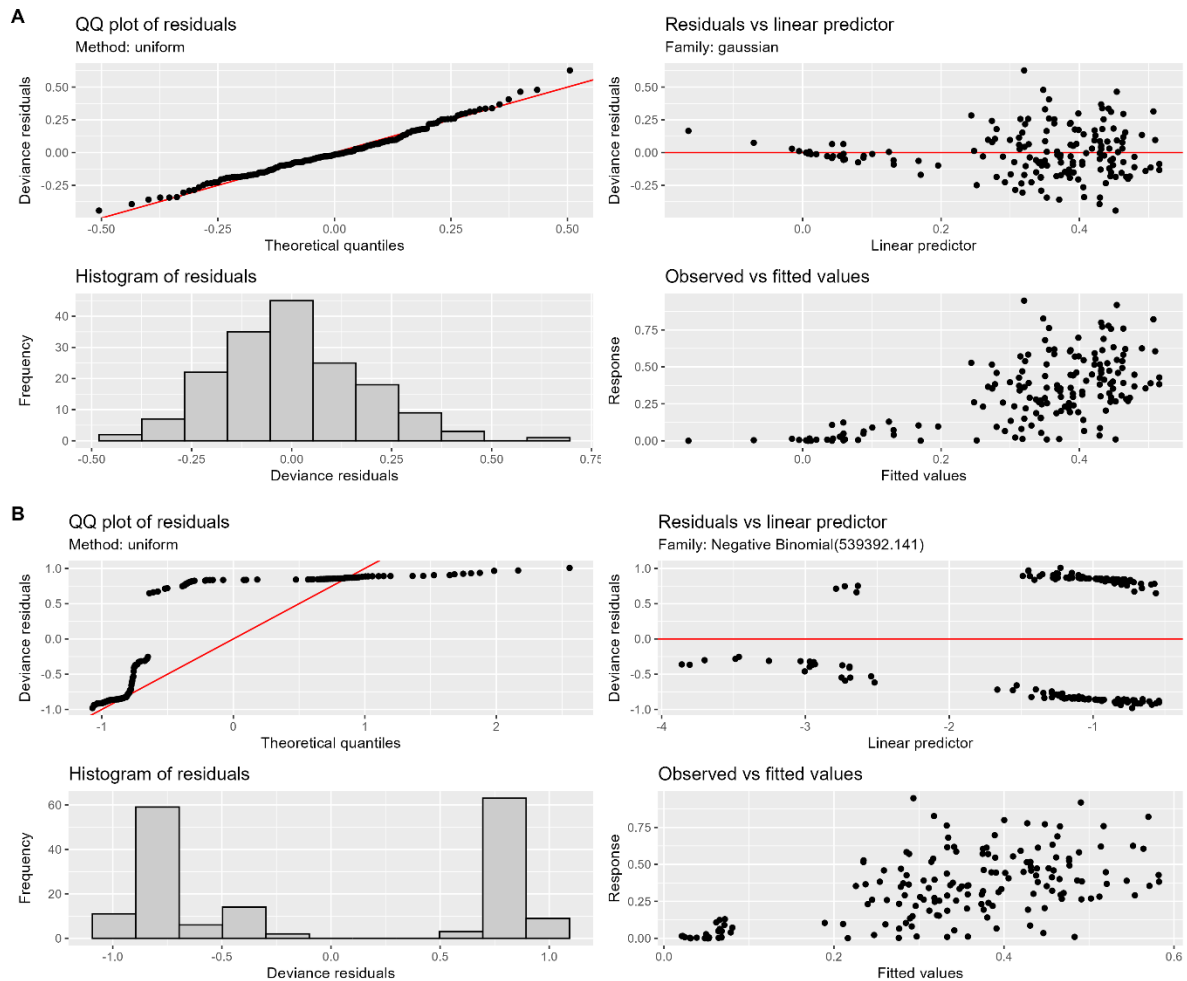 A
QQ plot of residuals
Method: uniform
Deviance residuals
0.50
0.25
0.00
-0.25
-0.50
-0.25
0.00
0.25
0.50
Theoretical quantiles
Residuals vs linear predictor
Family: gaussian
Deviance residuals
0.50
0.25
0.00
-0.25
0.0
0.2
0.4
Linear predictor
Histogram of residuals
Frequency
40
30
20
10
0
-0.50
-0.25
0.00
0.25
0.50
0.75
Deviance residuals
Observed vs fitted values
Response
0.75
0.50
0.25
0.00
0.0
0.2
0.4
Fitted values
B
QQ plot of residuals
Method: uniform
Deviance residuals
1.0
0.5
0.0
-0.5
-1.0
-1
0
1
2
Theoretical quantiles
Residuals vs linear predictor
Family: Negative Binomial(539392.141)
Deviance residuals
1.0
0.5
0.0
-0.5
-1.0
-4
-3
-2
-1
Linear predictor
Histogram of residuals
Frequency
60
40
20
0
-1.0
-0.5
0.0
0.5
1.0
Deviance residuals
Observed vs fitted values
Response
0.75
0.50
0.25
0.00
0.0
0.2
0.4
0.6
Fitted values